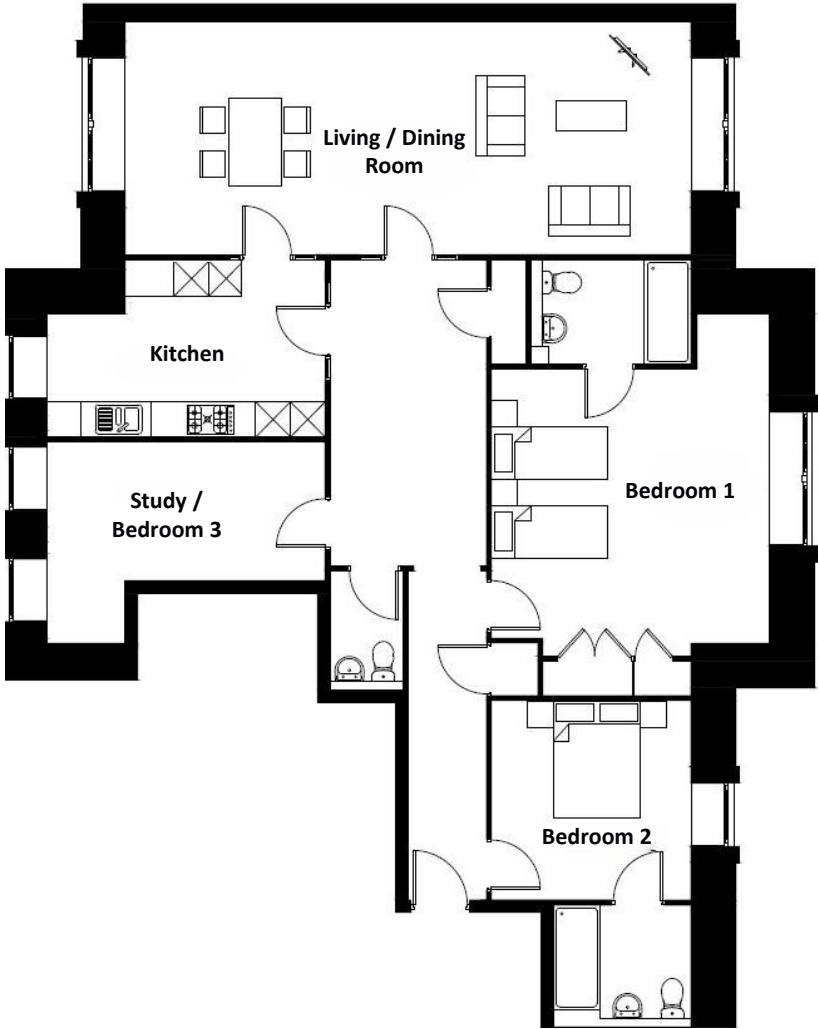 Living / Dining
Room
Kitchen
Study /
Bedroom 3
Bedroom 1
Bedroom 2